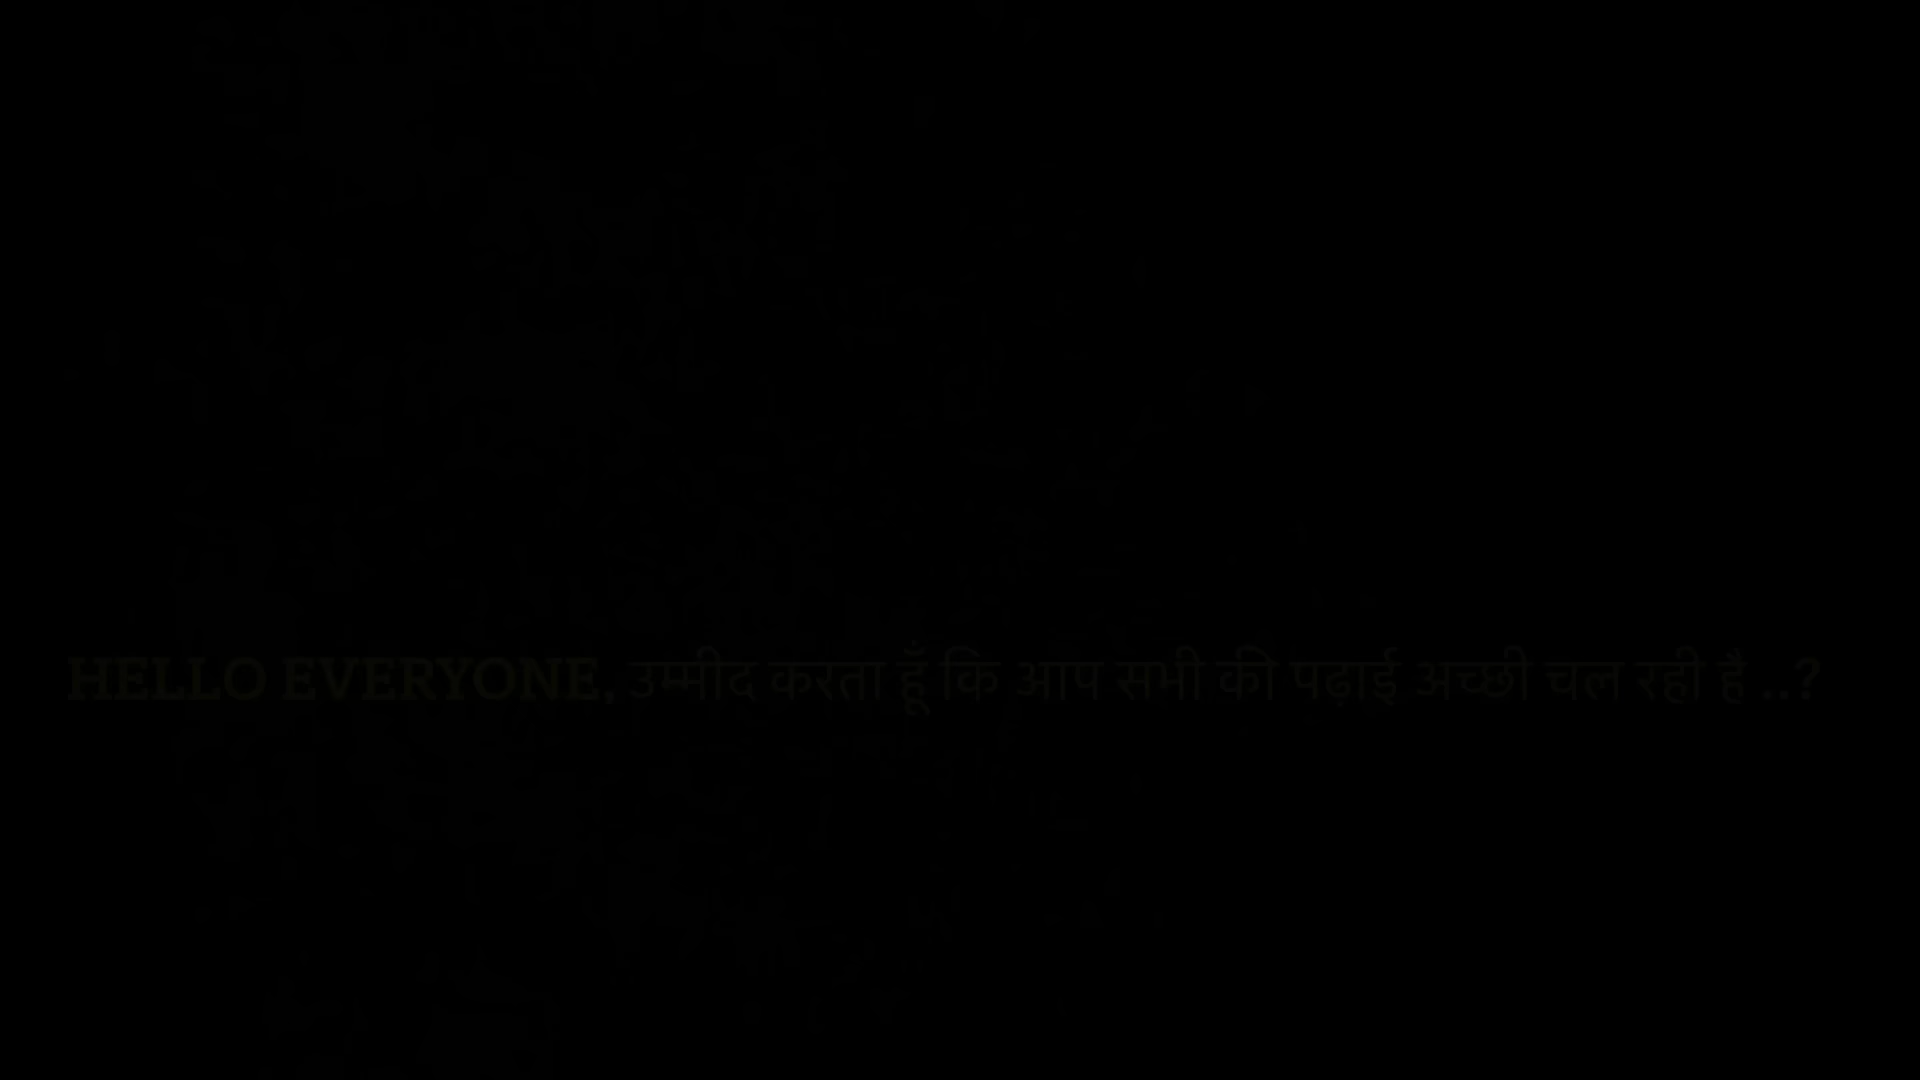 HELLO EVERYONE, उम्मीद करता हूँ कि आप सभी की पढ़ाई अच्छी चल रही है ..?